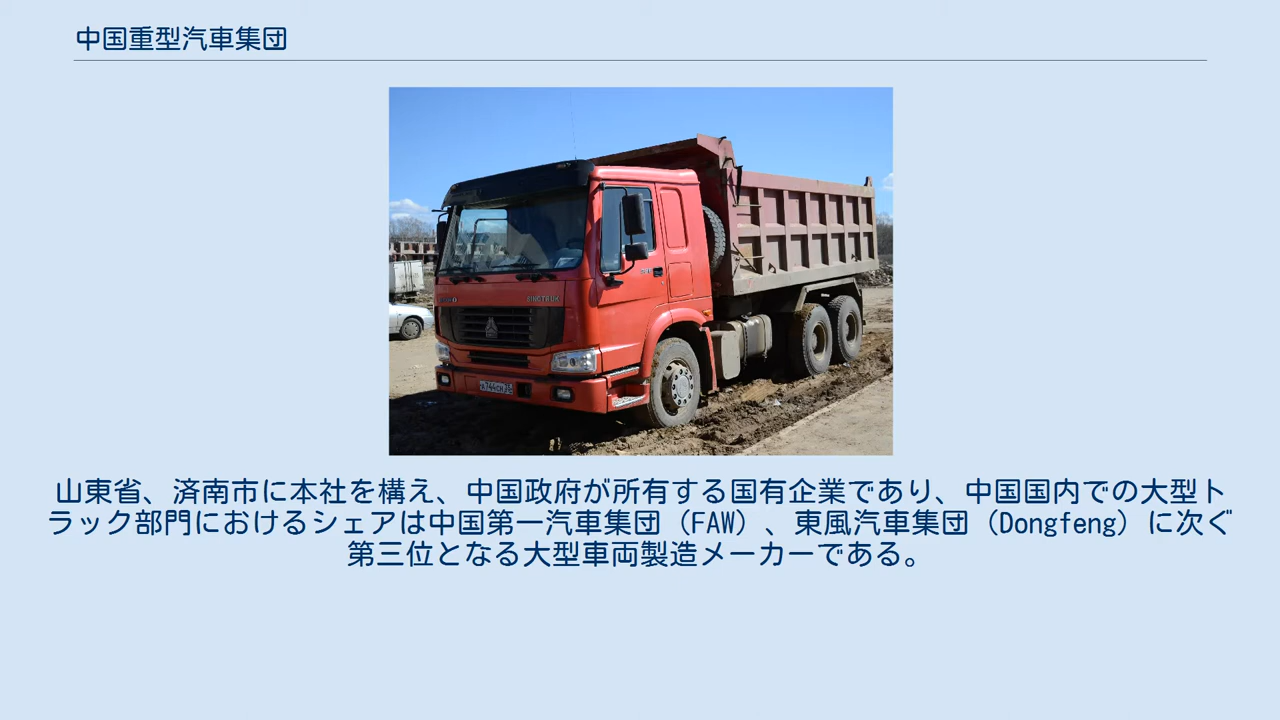 中国重型汽車集団
SINOTRUK
山東省、済南市に本社を構え、中国政府が所有する国有企業であり、中国国内での大型ト
ラック部門におけるシェアは中国第一汽車集団（FAW）、東風汽車集団（Dongfeng）に次ぐ
第三位となる大型車両製造メーカーである。